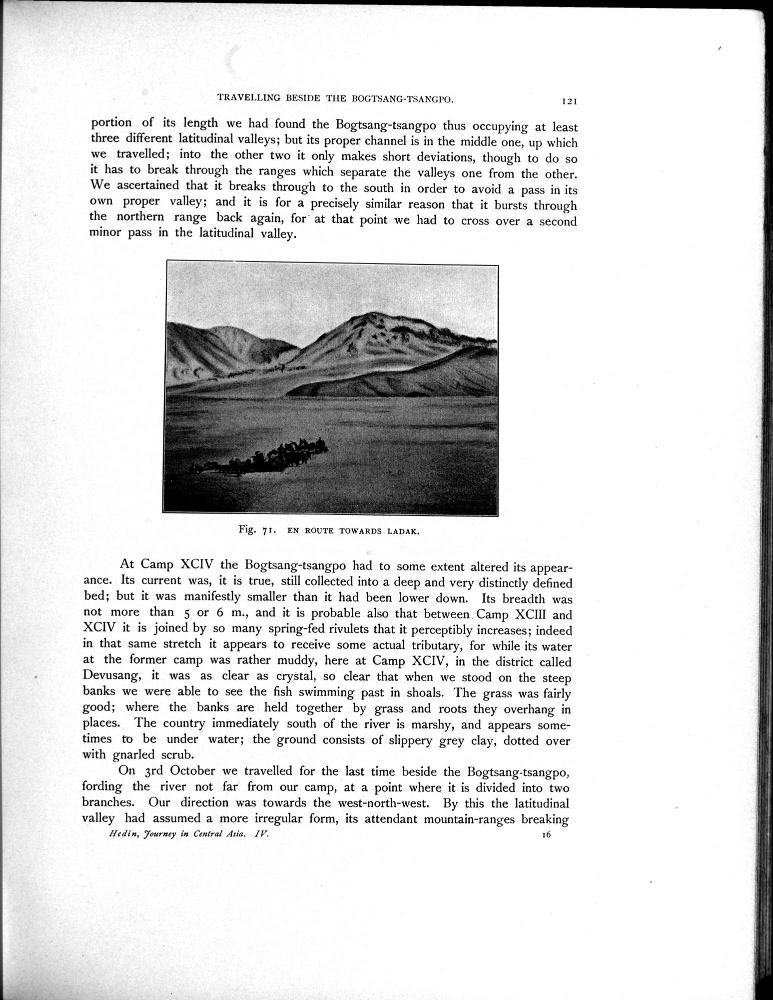 TRAVELLING BESIDE THE BOGTSANG-TSANGPO.
121
portion of its length we had found the Bogtsang-tsangpo thus occupying at least
three different latitudinal valleys; but its proper channel is in the middle one, up which
we travelled; into the other two it only makes short deviations, though to do so
it has to break through the ranges which separate the valleys one from the other.
We ascertained that it breaks through to the south in order to avoid a pass in its
own proper valley; and it is for a precisely similar reason that it bursts through
the northern range back again, for at that point we had to cross over a second
minor pass in the latitudinal valley.
Fig. 71. EN ROUTE TOWARDS LADAK.
At Camp XCIV the Bogtsang-tsangpo had to some extent altered its appear-
ance. Its current was, it is true, still collected into a deep and very distinctly defined
bed; but it was manifestly smaller than it had been lower down. Its breadth was
not more than 5 or 6 m., and it is probable also that between Camp XCIII and
XCIV it is joined by so many spring-fed rivulets that it perceptibly increases; indeed
in that same stretch it appears to receive some actual tributary, for while its water
at the former camp was rather muddy, here at Camp XCIV, in the district called
Devusang, it was as clear as crystal, so clear that when we stood on the steep
banks we were able to see the fish swimming past in shoals. The grass was fairly
good; where the banks are held together by grass and roots they overhang in
places. The country immediately south of the river is marshy, and appears some-
times to be under water; the ground consists of slippery grey clay, dotted over
with gnarled scrub.
On 3rd October we travelled for the last time beside the Bogtsang-tsangpo,
fording the river not far from our camp, at a point where it is divided into two
branches. Our direction was towards the west-north-west. By this the latitudinal
valley had assumed a more irregular form, its attendant mountain-ranges breaking
Hedin, Journey in Central Asia. IV.
16